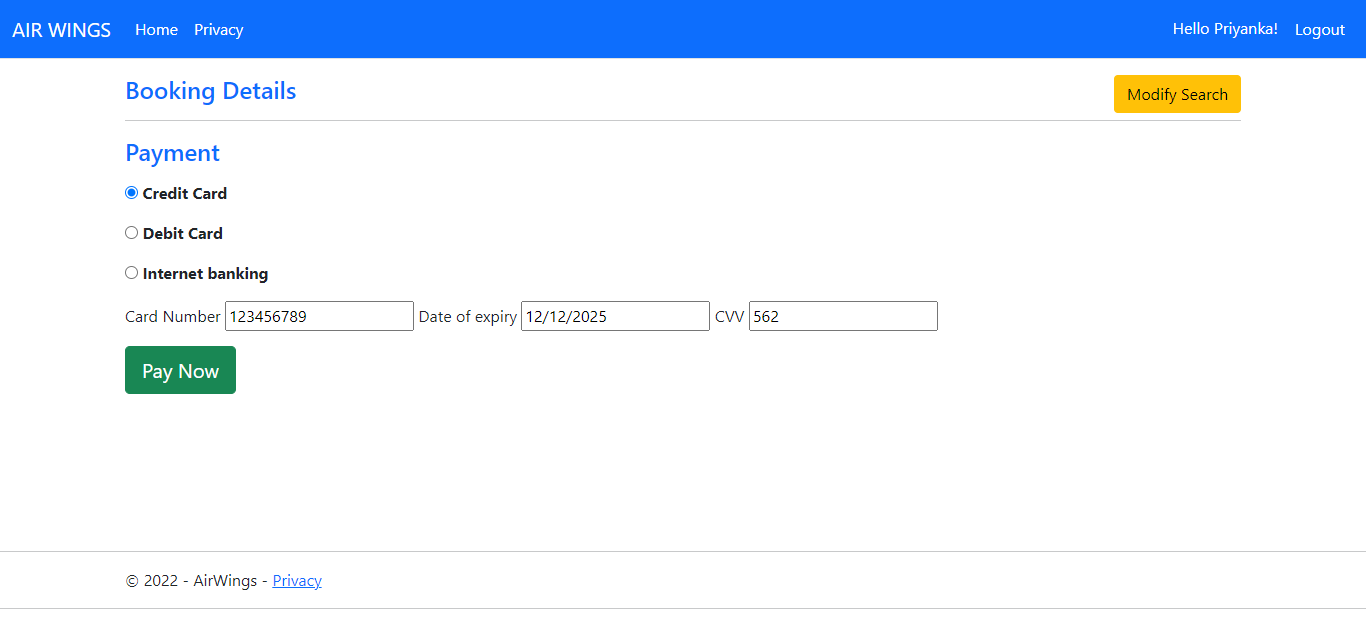 AIR WINGS Home Privacy Hello Priyanka! Logout
Booking Details Modify Search
Payment
Credit Card
Debit Card
Internet banking
Card Number 123456789 Date of expiry 12/12/2025 CVV 562
Pay Now
© 2022 - AirWings - Privacy